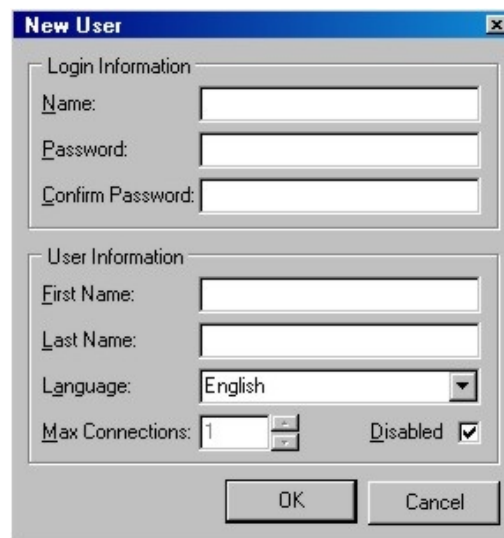 New User
Login Information
Name:
Password:
Confirm Password:
User Information
First Name:
Last Name:
Language: English
Max Connections: 1 Disabled
OK Cancel